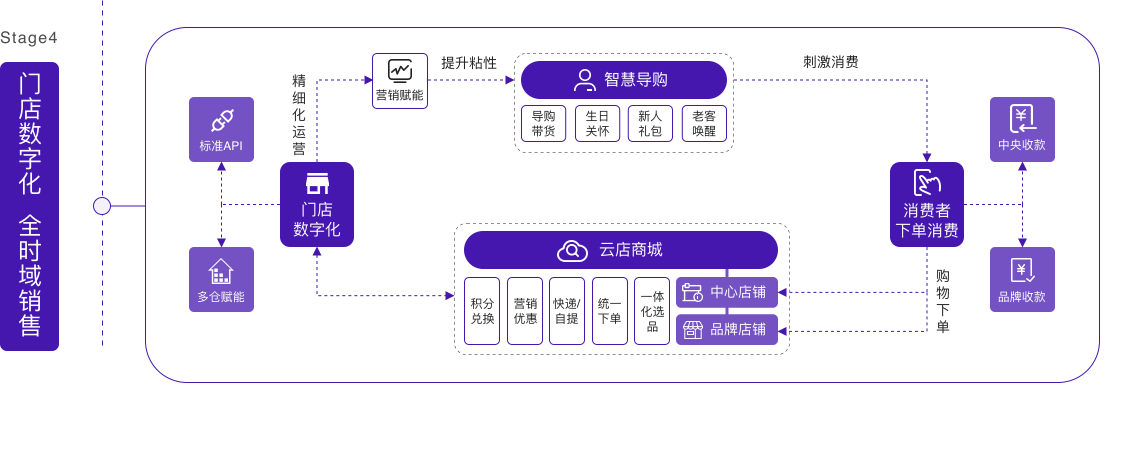 Stage4
门店数字化 全时域销售
标准API
多仓赋能
门店
数字化
精细化运营
营销赋能
提升粘性
智慧导购
导购
带货
生日
关怀
新人
礼包
老客
唤醒
刺激消费
云店商城
积分
兑换
营销
优惠
快递/
自提
统一
下单
一体
化选
品
中心店铺
品牌店铺
消费者
下单消费
购物下单
中央收款
品牌收款